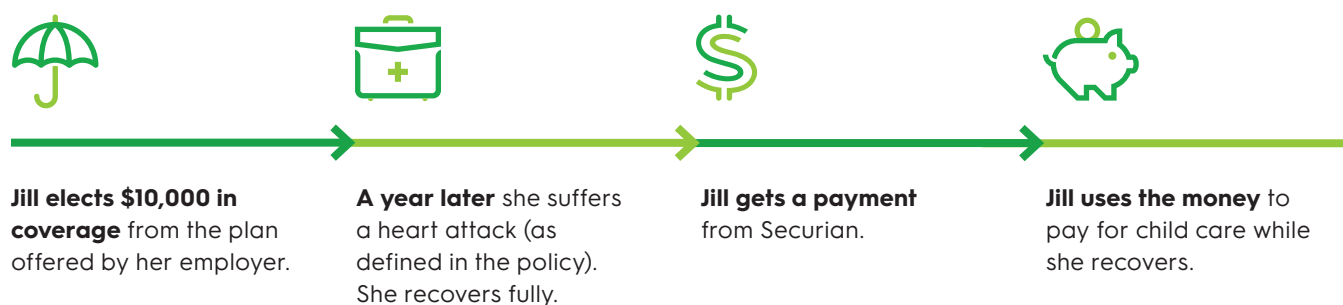 Jill elects $10,000 in
coverage from the plan
offered by her employer.
A year later she suffers
a heart attack (as
defined in the policy).
She recovers fully.
Jill gets a payment
from Securian.
Jill uses the money to
pay for child care while
she recovers.